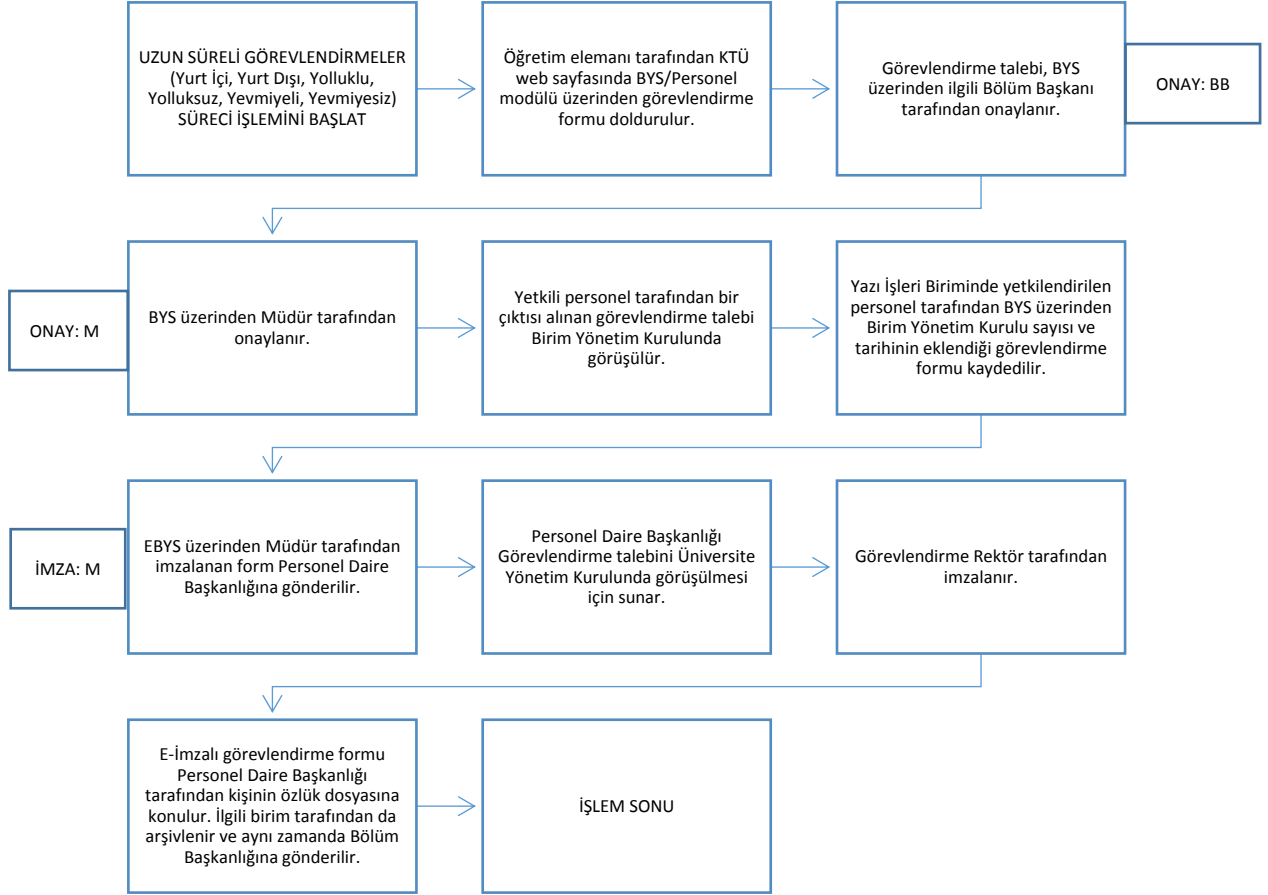 UZUN SÜRELİ GÖREVLENDİRMELER
(Yurt İçi, Yurt Dışı, Yolluklu,
Yolluksuz, Yevmiyeli, Yevmiyesiz)
SÜRECİ İŞLEMİNİ BAŞLAT
Öğretim elemanı tarafından KTÜ
web sayfasında BYS/Personel
modülü üzerinden görevlendirme
formu doldurulur.
Görevlendirme talebi, BYS
üzerinden ilgili Bölüm Başkanı
tarafından onaylanır.
ONAY: BB
ONAY: M
BYS üzerinden Müdür tarafından
onaylanır.
Yetkili personel tarafından bir
çıktısı alınan görevlendirme talebi
Birim Yönetim Kurulunda
görüşülür.
Yazı İşleri Biriminde yetkilendirilen
personel tarafından BYS üzerinden
Birim Yönetim Kurulu sayısı ve
tarihinin eklendiği görevlendirme
formu kaydedilir.
İMZA: M
EBYS üzerinden Müdür tarafından
imzalanan form Personel Daire
Başkanlığına gönderilir.
Personel Daire Başkanlığı
Görevlendirme talebini Üniversite
Yönetim Kurulunda görüşülmesi
için sunar.
Görevlendirme Rektör tarafından
imzalanır.
E-İmzalı görevlendirme formu
Personel Daire Başkanlığı
tarafından kişinin özlük dosyasına
konulur. İlgili birim tarafından da
arşivlenir ve aynı zamanda Bölüm
Başkanlığına gönderilir.
İŞLEM SONU